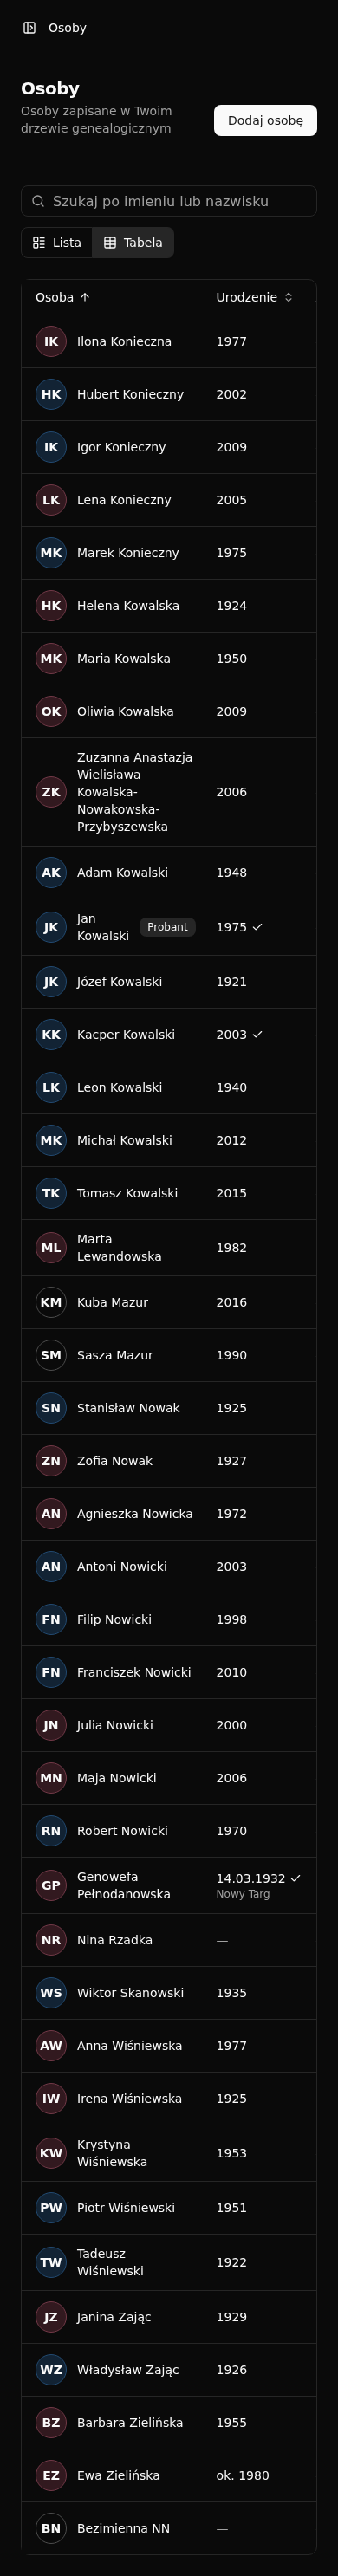 Osoby
Osoby
Osoby zapisane w Twoim
drzewie genealogicznym
Dodaj osobę
Szukaj po imieniu lub nazwisku
Lista Tabela
Osoba Urodzenie
IK Ilona Konieczna 1977
HK Hubert Konieczny 2002
IK Igor Konieczny 2009
LK Lena Konieczny 2005
MK Marek Konieczny 1975
HK Helena Kowalska 1924
MK Maria Kowalska 1950
OK Oliwia Kowalska 2009
Zuzanna Anastazja
Wielisława
ZK Kowalska- 2006
Nowakowska-
Przybyszewska
AK Adam Kowalski 1948
JK Jan
Kowalski Probant 1975 ✓
JK Józef Kowalski 1921
KK Kacper Kowalski 2003 ✓
LK Leon Kowalski 1940
MK Michał Kowalski 2012
TK Tomasz Kowalski 2015
ML Marta
Lewandowska 1982
KM Kuba Mazur 2016
SM Sasza Mazur 1990
SN Stanisław Nowak 1925
ZN Zofia Nowak 1927
AN Agnieszka Nowicka 1972
AN Antoni Nowicki 2003
FN Filip Nowicki 1998
FN Franciszek Nowicki 2010
JN Julia Nowicki 2000
MN Maja Nowicki 2006
RN Robert Nowicki 1970
GP Genowefa 14.03.1932 ✓
Pełnodanowska Nowy Targ
NR Nina Rzadka —
WS Wiktor Skanowski 1935
AW Anna Wiśniewska 1977
IW Irena Wiśniewska 1925
KW Krystyna
Wiśniewska 1953
PW Piotr Wiśniewski 1951
TW Tadeusz
Wiśniewski 1922
JZ Janina Zając 1929
WZ Władysław Zając 1926
BZ Barbara Zielińska 1955
EZ Ewa Zielińska ok. 1980
BN Bezimienna NN —